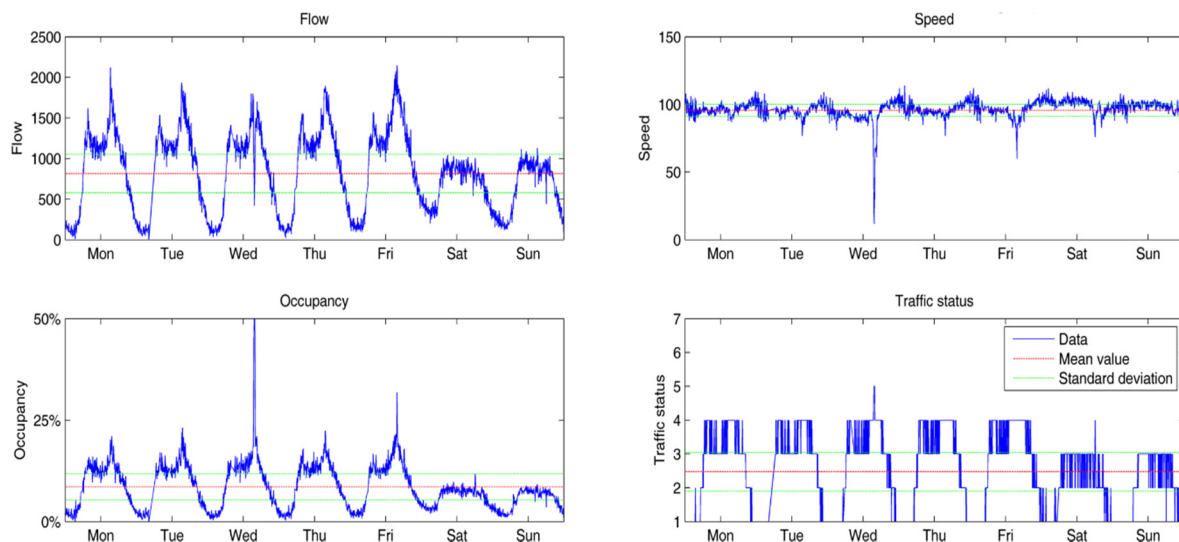 Flow
2500
2000
1500
1000
500
0
Flow
Mon Tue Wed Thu Fri Sat Sun
Speed
150
100
50
0
Speed
Mon Tue Wed Thu Fri Sat Sun
Occupancy
50%
25%
0%
Occupancy
Mon Tue Wed Thu Fri Sat Sun
Traffic status
7
6
5
4
3
2
1
Traffic status
Data
Mean value
Standard deviation
Mon Tue Wed Thu Fri Sat Sun